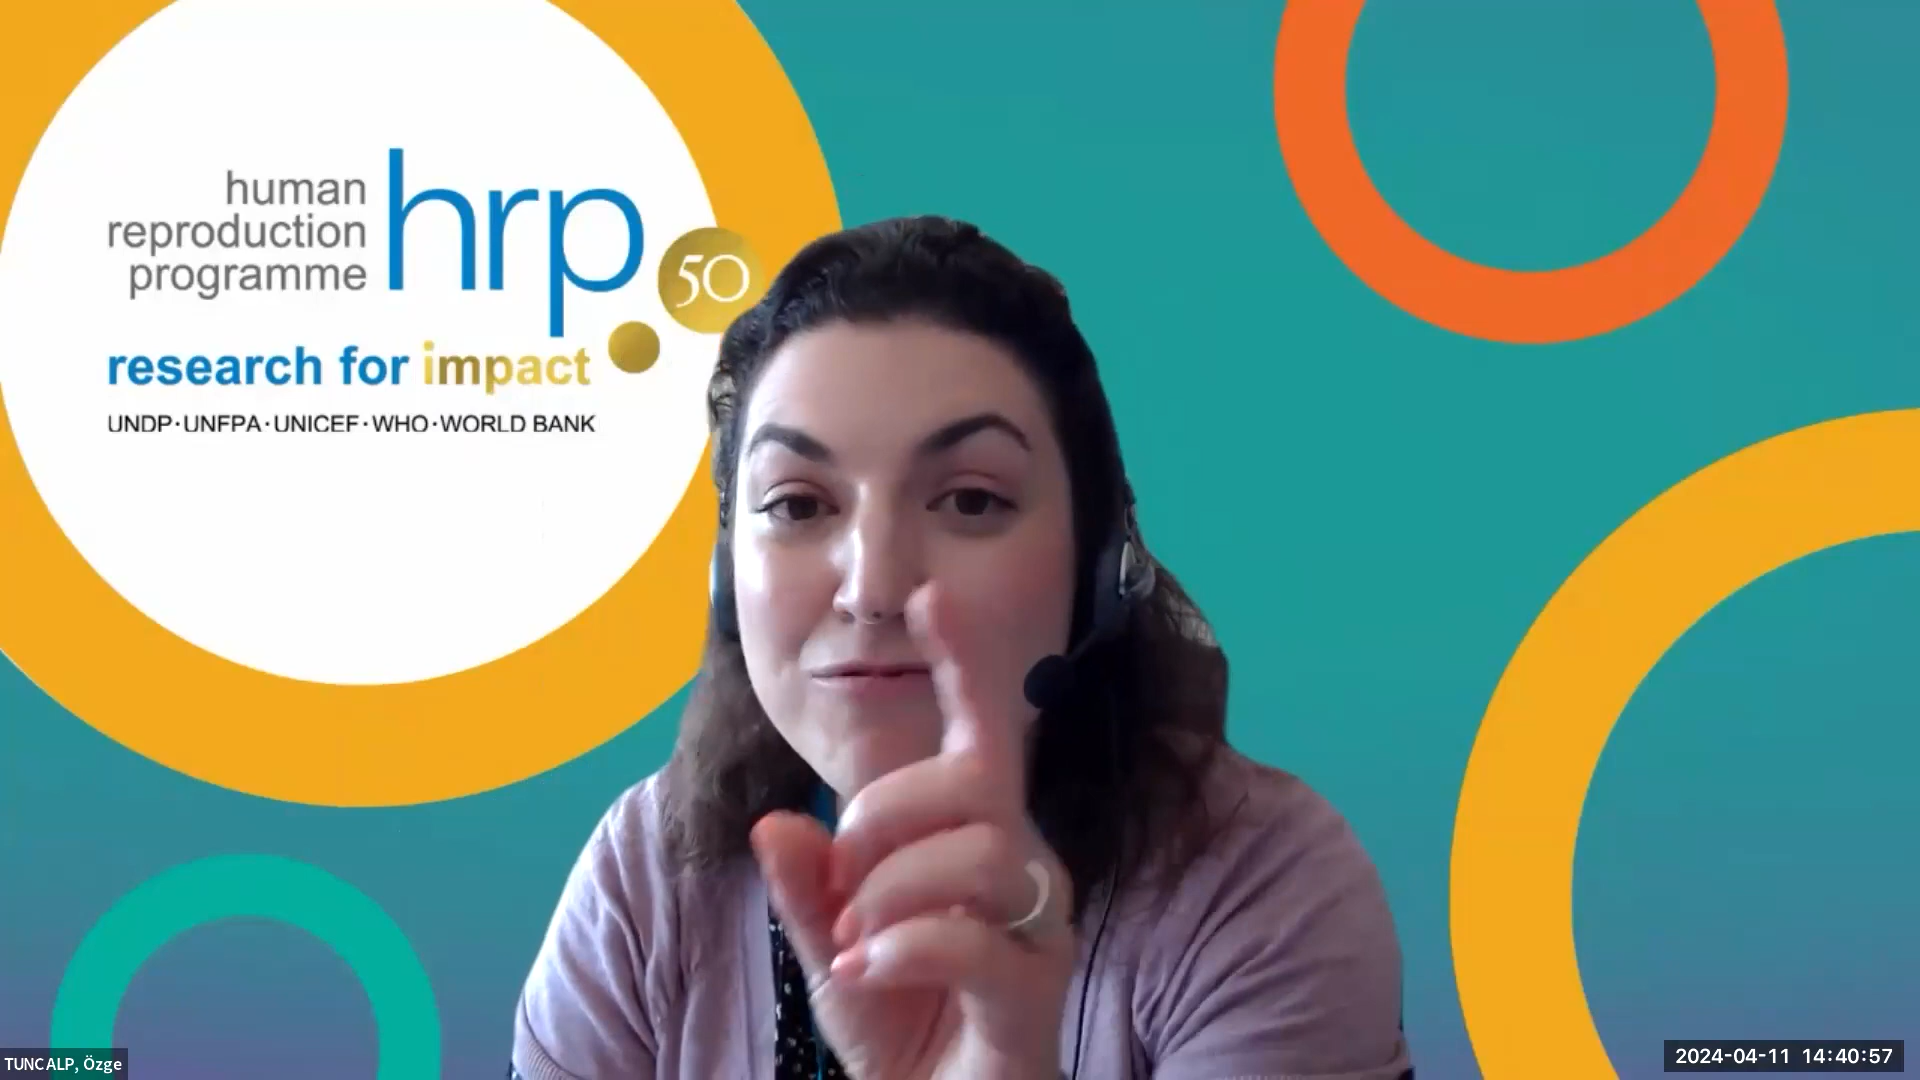 human
reproduction
programme
hrp
50
research for impact
UNDP·UNFPA·UNICEF·WHO·WORLD BANK
TUNCALP, Özge
2024-04-11 14:40:57